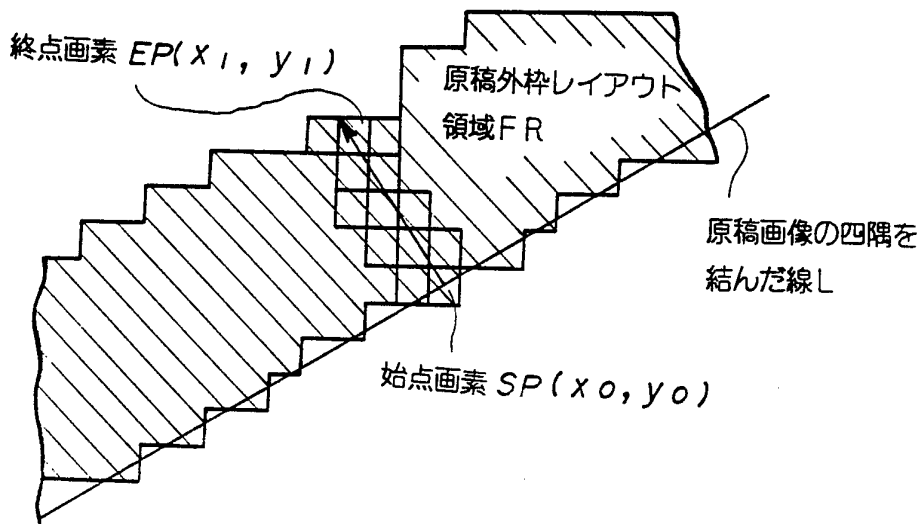 終点画素 EP(x1, y1)
原稿外枠レイアウト
領域FR
原稿画像の四隅を
結んだ線L
始点画素 SP(x0, y0)